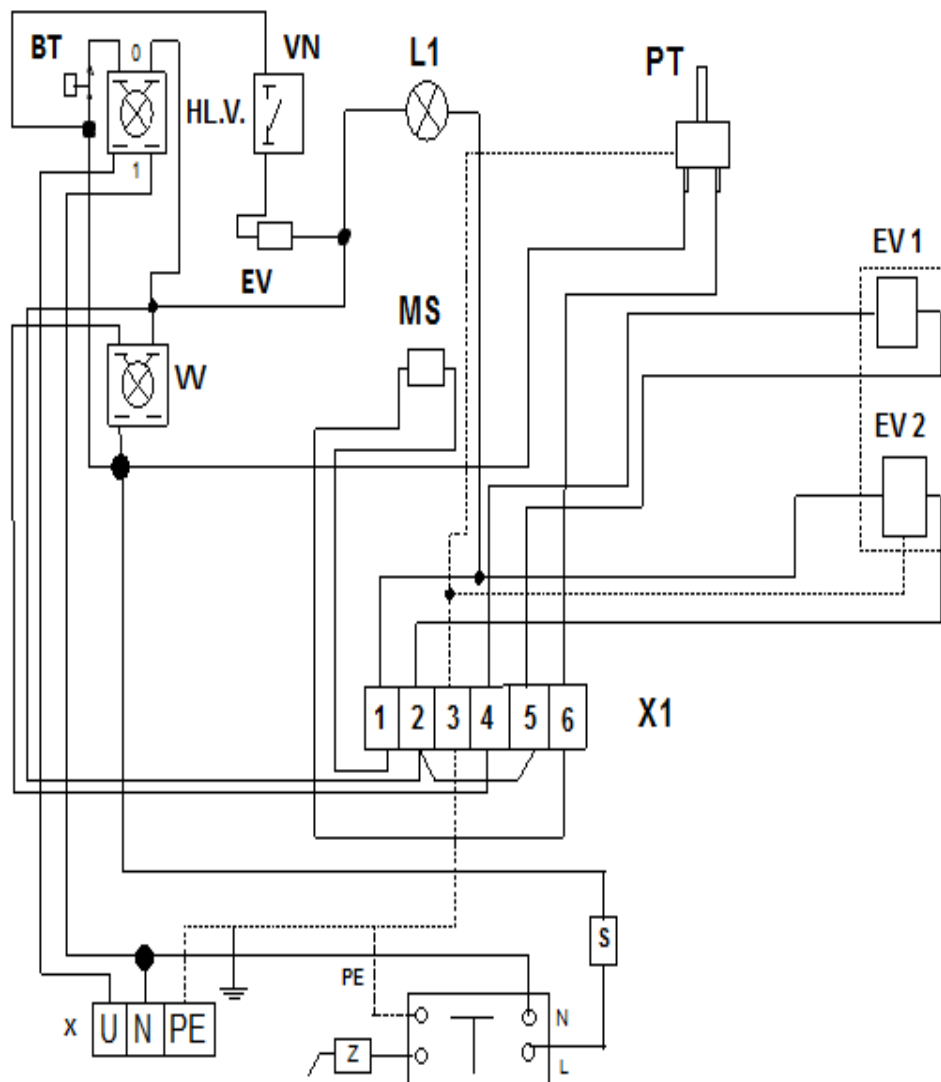 BT
0
HL.V.
1
VN
L1
PT
EV
MS
VV
EV 1
EV 2
1 2 3 4 5 6
X1
S
PE
N
x U N PE
Z
L